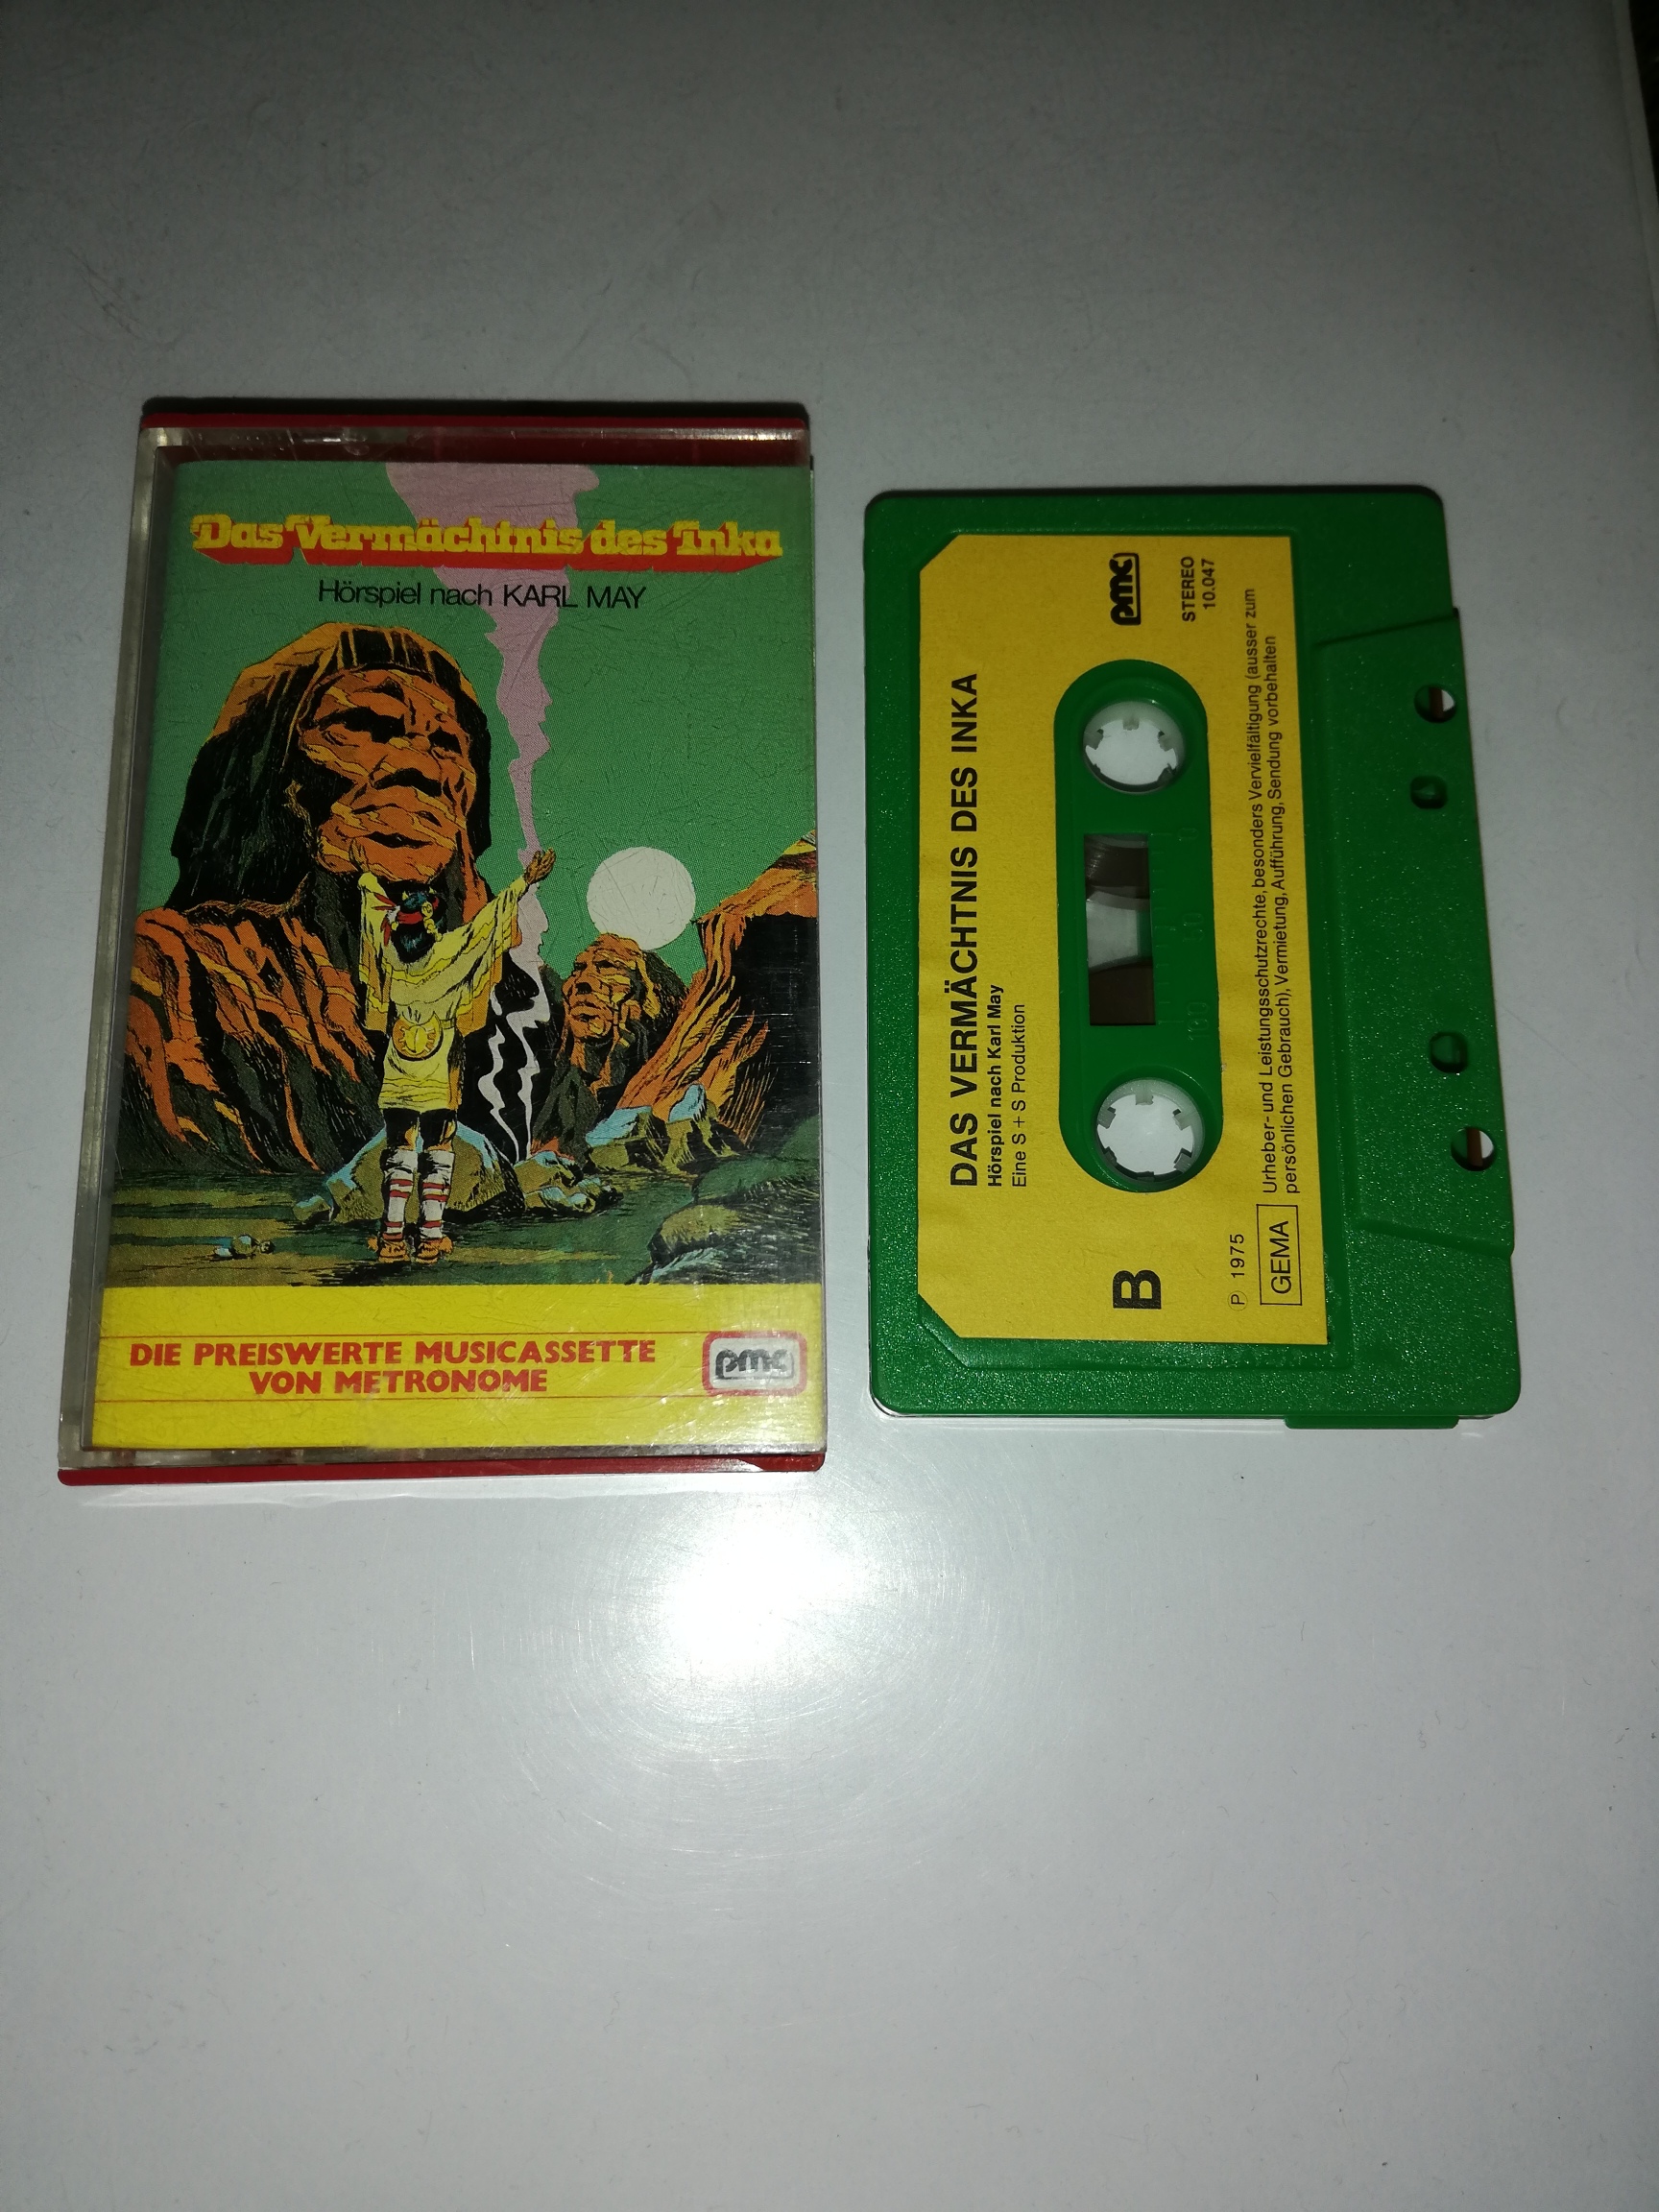 Das Vermächtnis des Inka
Hörspiel nach KARL MAY
DIE PREISWERTE MUSICASSETTE
VON METRONOME
pmc
DAS VERMÄCHTNIS DES INKA
Hörspiel nach Karl May
Eine S + S Produktion
B
pmc
STEREO
10.047
Ⓟ 1975
GEMA
Urheber- und Leistungsschutzrechte, besonders Vervielfältigung (ausser zum
persönlichen Gebrauch), Vermietung, Aufführung, Sendung vorbehalten